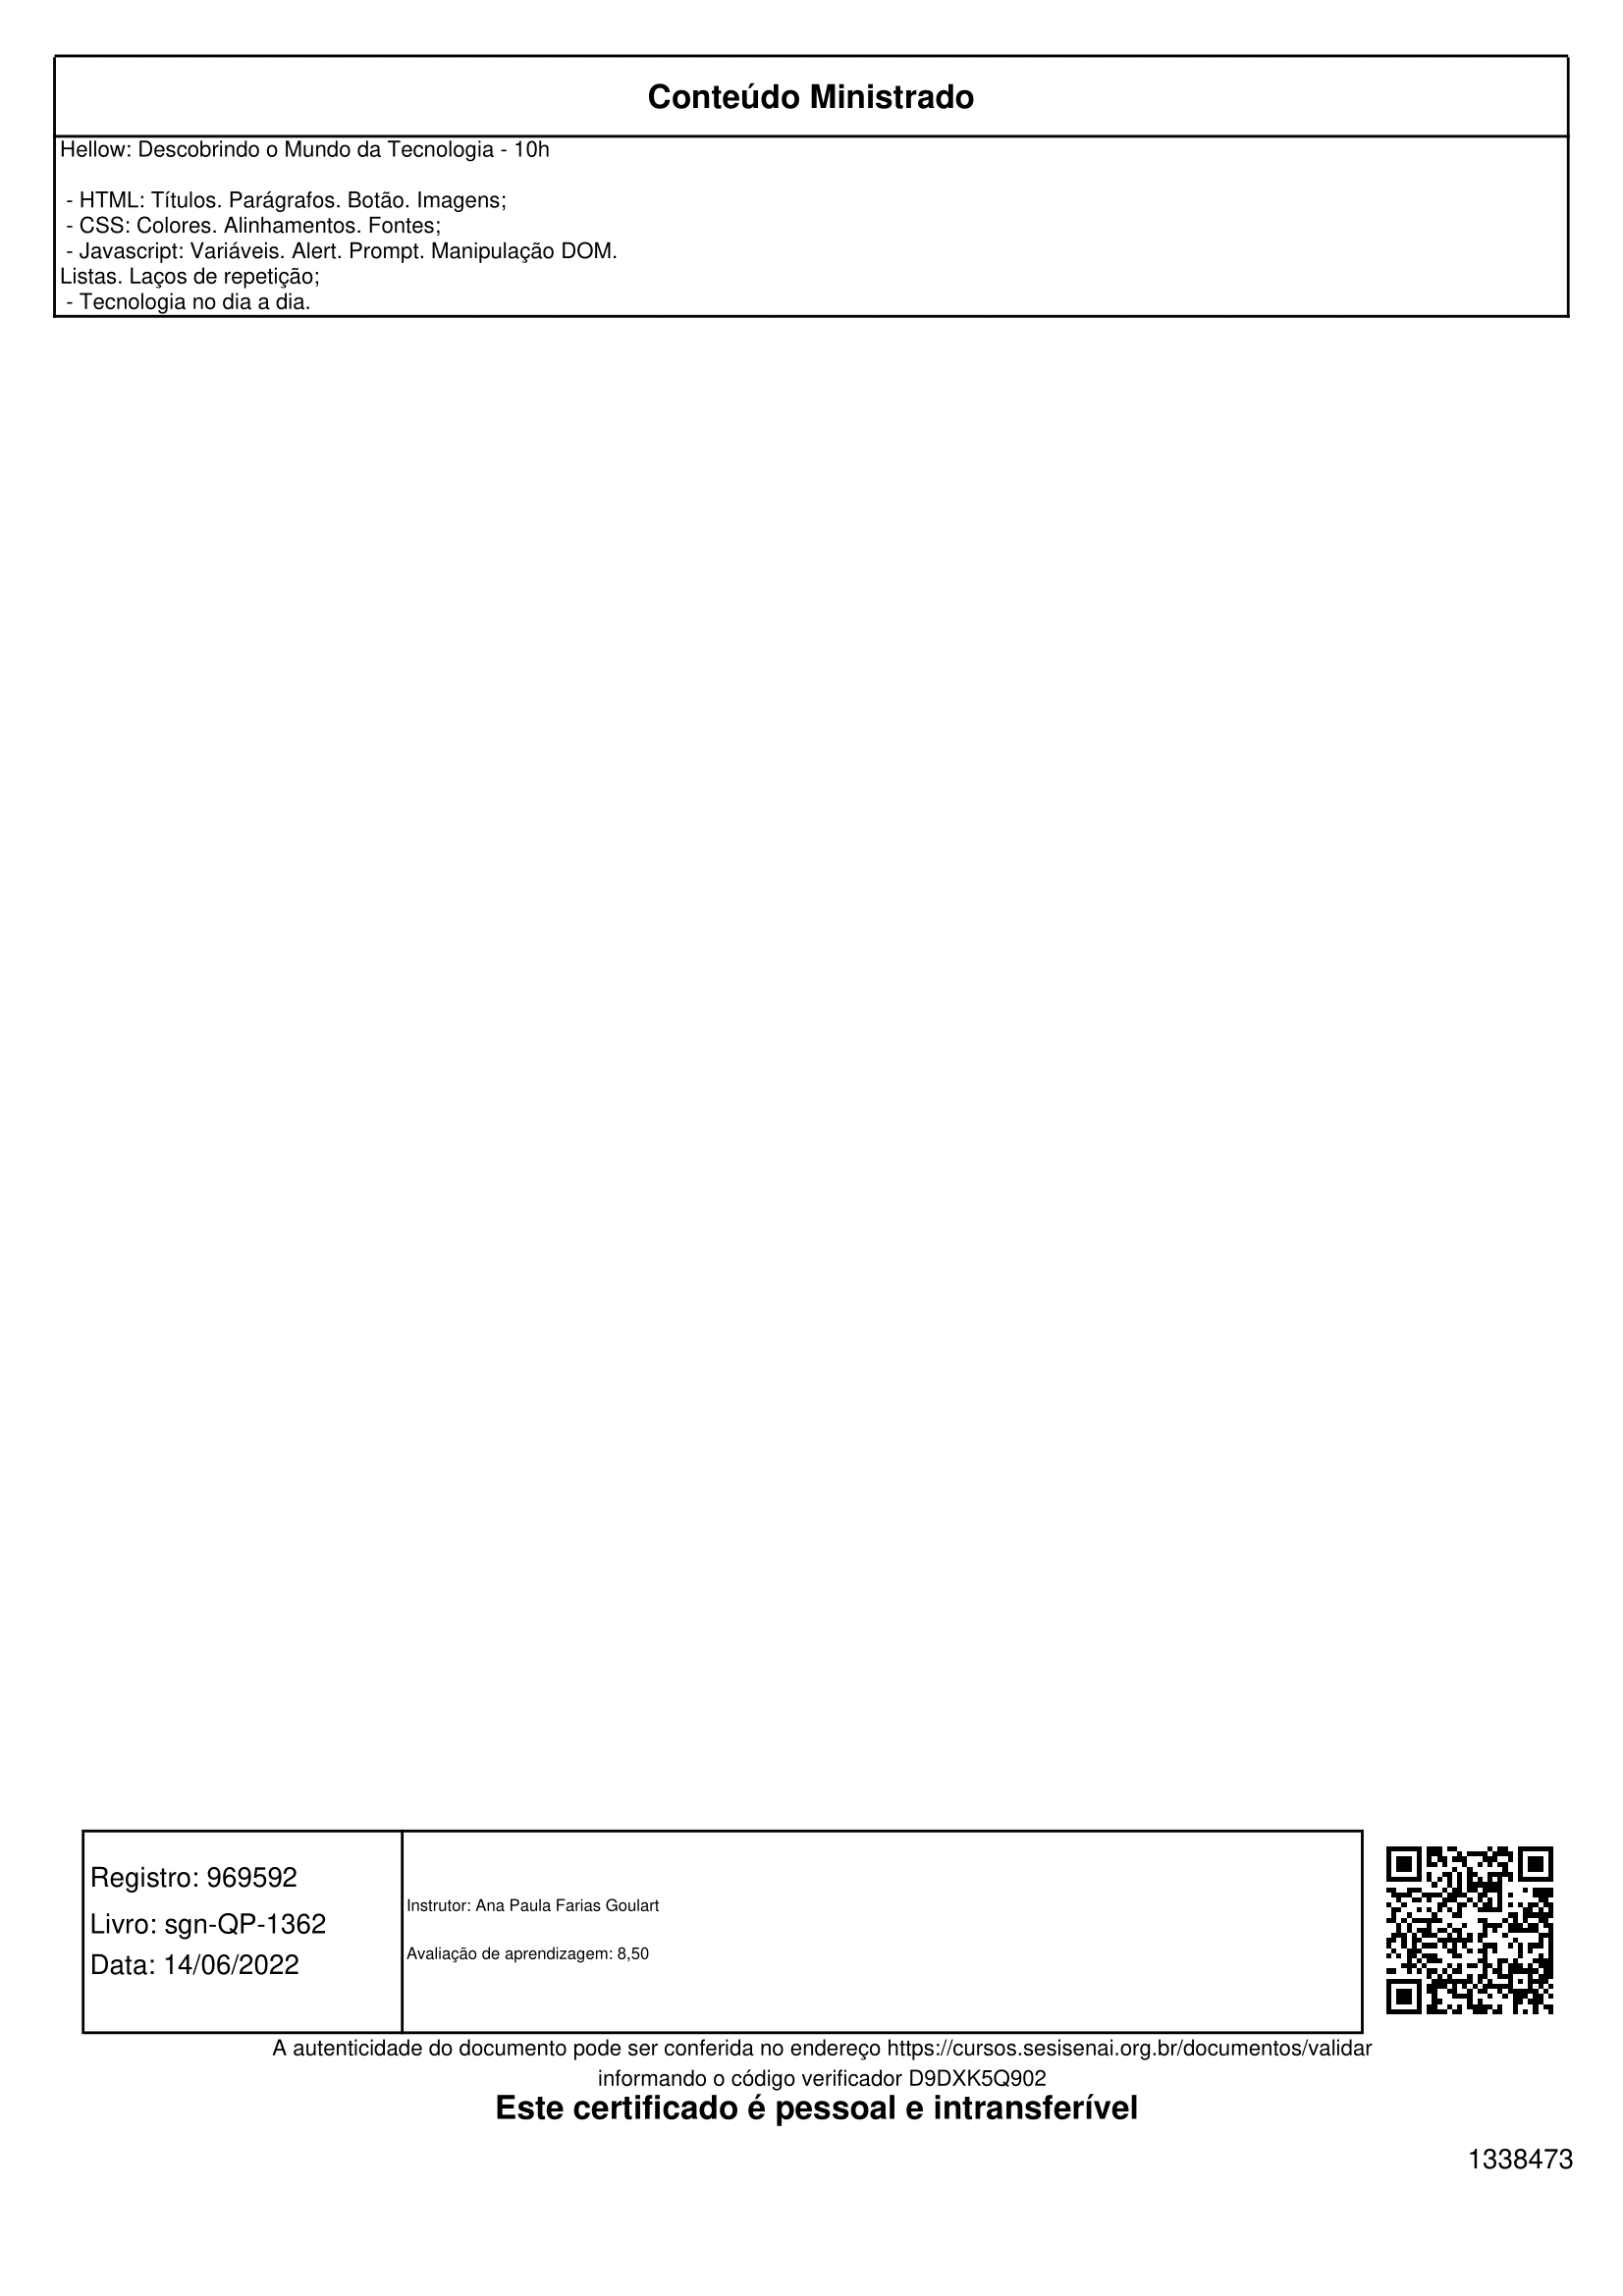 Conteúdo Ministrado
Hellow: Descobrindo o Mundo da Tecnologia - 10h
- HTML: Títulos. Parágrafos. Botão. Imagens;
- CSS: Colores. Alinhamentos. Fontes;
- Javascript: Variáveis. Alert. Prompt. Manipulação DOM.
Listas. Laços de repetição;
- Tecnologia no dia a dia.
Registro: 969592
Livro: sgn-QP-1362
Data: 14/06/2022
Instrutor: Ana Paula Farias Goulart
Avaliação de aprendizagem: 8,50
A autenticidade do documento pode ser conferida no endereço https://cursos.sesisenai.org.br/documentos/validar
informando o código verificador D9DXK5Q902
Este certificado é pessoal e intransferível
1338473